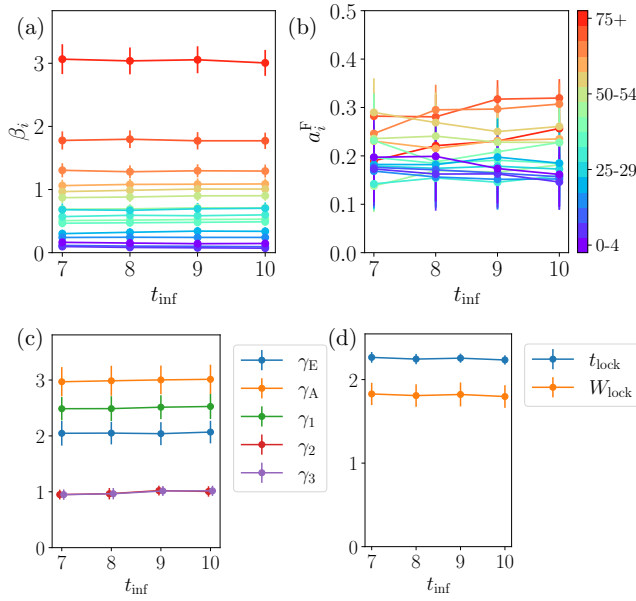 (a)
(b)
β_i
3
2
1
0
7 8 9 10
t_inf
a_i^F
0.5
0.4
0.3
0.2
0.1
0.0
7 8 9 10
t_inf
75+
50-54
25-29
0-4
(c)
3
2
1
0
7 8 9 10
t_inf
γ_E
γ_A
γ_1
γ_2
γ_3
(d)
2
1
0
7 8 9 10
t_inf
t_lock
W_lock